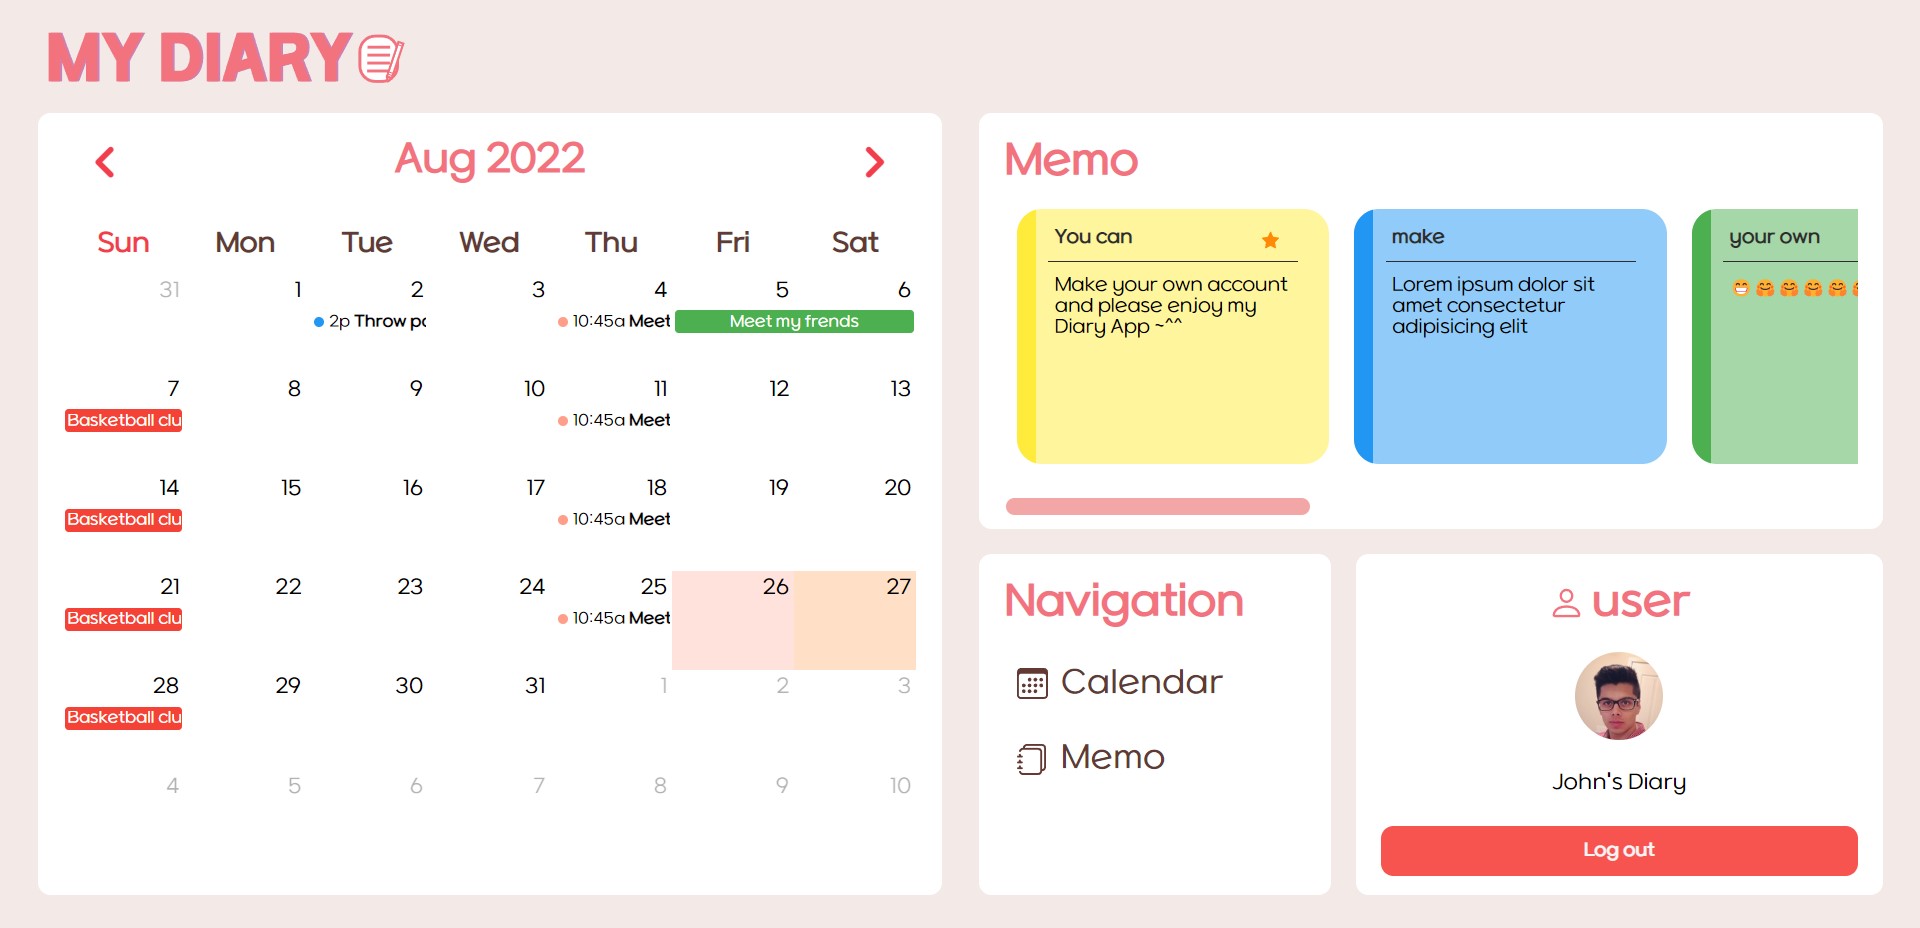 MY DIARY
Aug 2022
Sun Mon Tue Wed Thu Fri Sat
31 1 2 3 4 5 6
2p Throw pa 10:45a Meet Meet my frends
7 8 9 10 11 12 13
Basketball clu 10:45a Meet
14 15 16 17 18 19 20
Basketball clu 10:45a Meet
21 22 23 24 25 26 27
Basketball clu 10:45a Meet
28 29 30 31 1 2 3
Basketball clu
4 5 6 7 8 9 10
Memo
You can
Make your own account
and please enjoy my
Diary App ~^^
make
Lorem ipsum dolor sit
amet consectetur
adipisicing elit
your own
😁 🤗 🤗 🤗 🤗
Navigation
Calendar
Memo
user
John's Diary
Log out